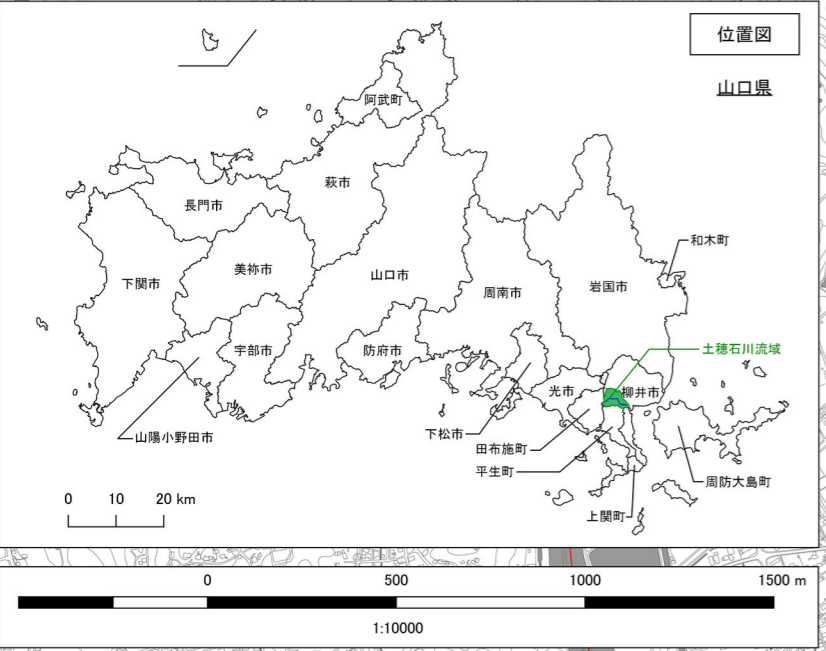 位置図
山口県
阿武町
萩市
長門市
和木町
美祢市
山口市
下関市
岩国市
周南市
土穂石川流域
宇部市
防府市
光市
柳井市
山陽小野田市
下松市
田布施町
平生町
周防大島町
上関町
0 10 20 km
0 500 1000 1500 m
1:10000